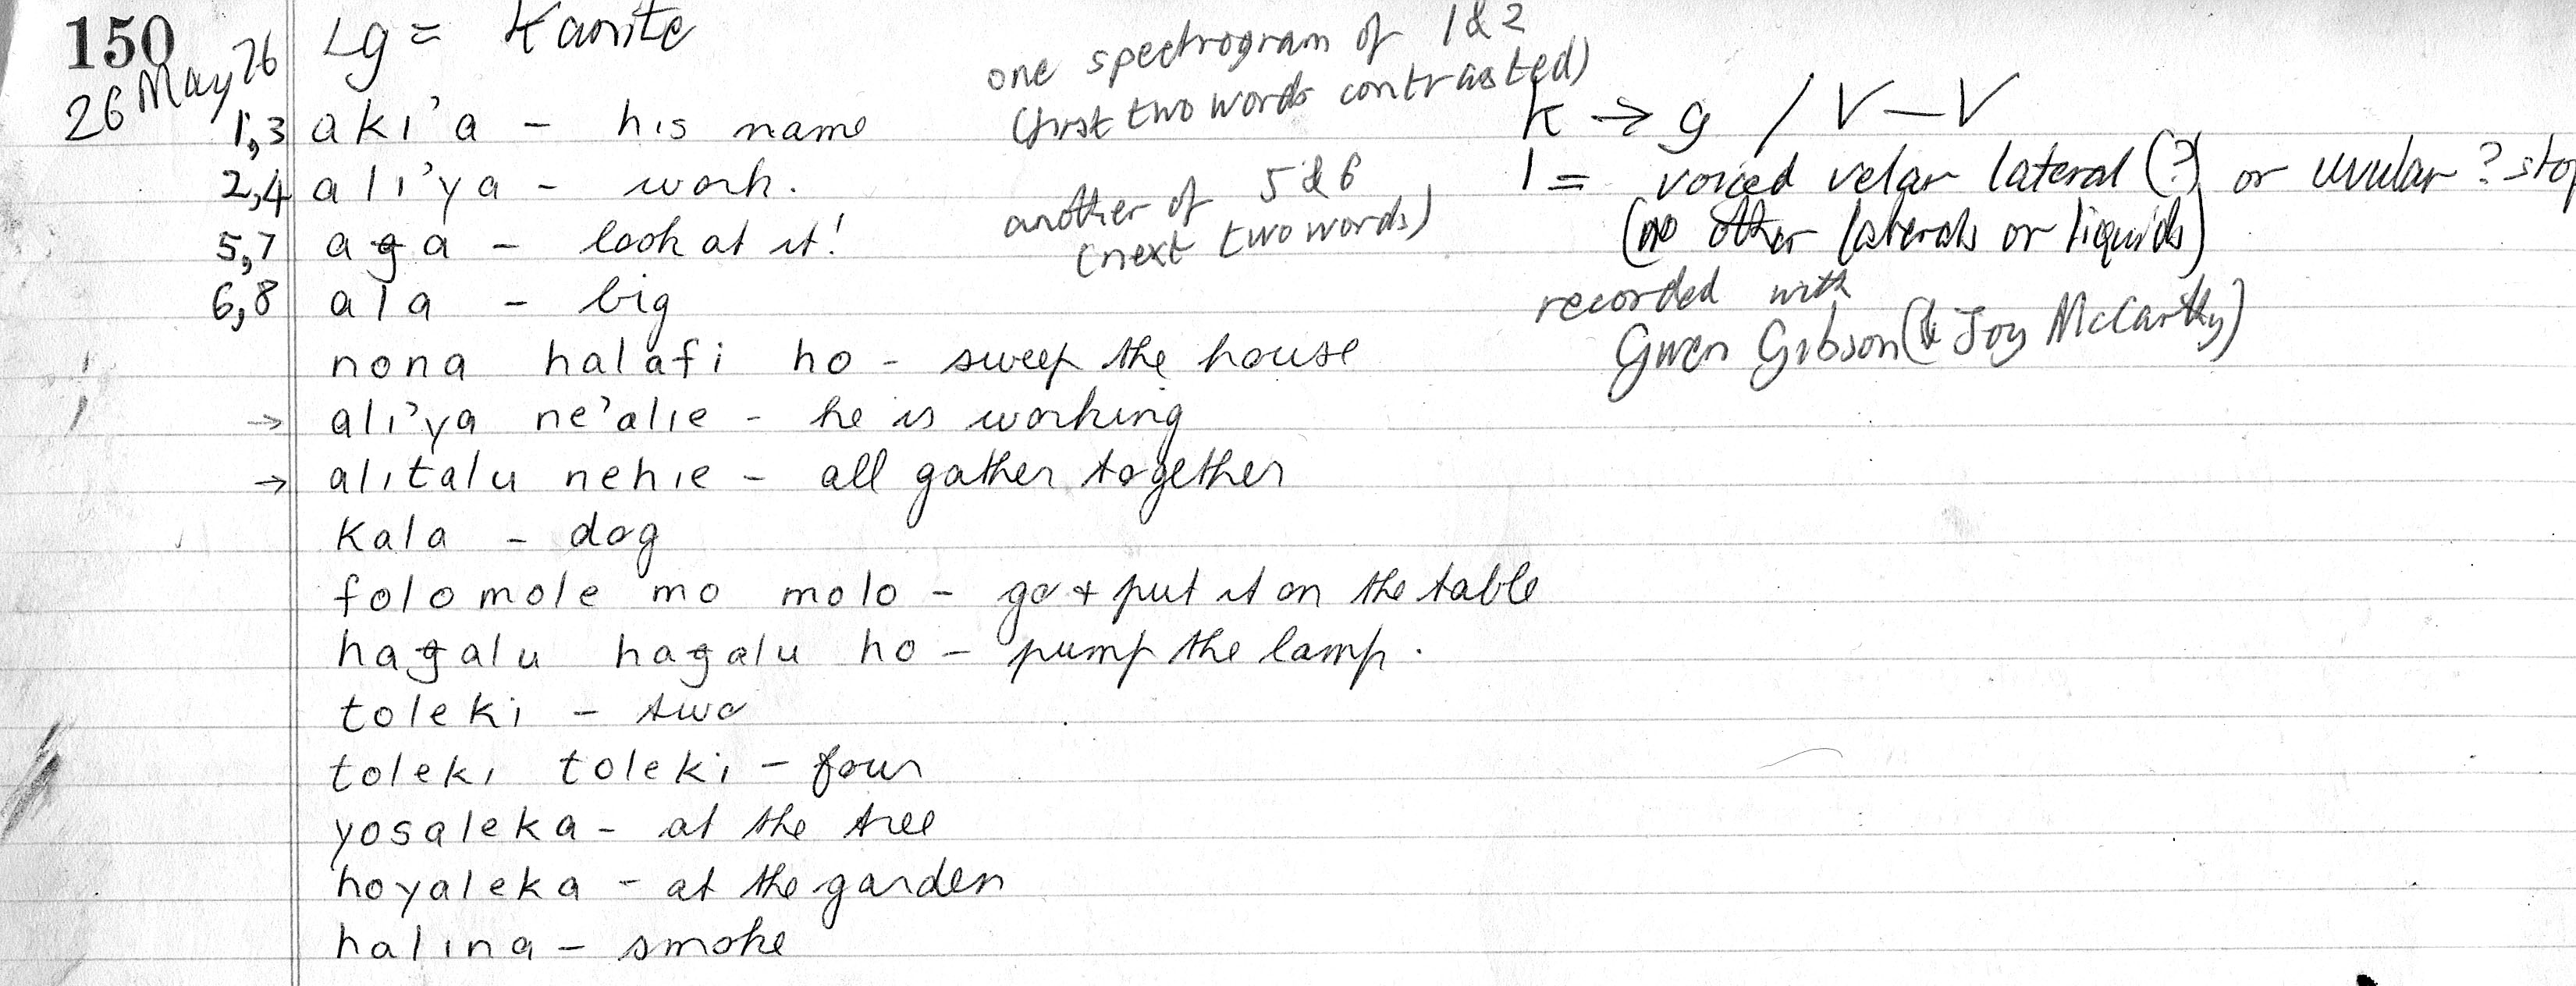 150
26 May 76
Lg = Kanite
one spectrogram of 1 & 2
(first two words contrasted)
another of 5 & 6
(next two words)
k → g / V—V
l = voiced velar lateral (?) or uvular ? stop
(no other laterals or liquids)
recorded with
Gwen Gibson (& Joy McCarthy)
1,3 aki'a - his name
2,4 ali'ya - work.
5,7 aga - look at it!
6,8 ala - big
nona halafi ho - sweep the house
→ ali'ya ne'alie - he is working
→ alitalu nehie - all gather together
kala - dog
folomole mo molo - go + put it on the table
hagalu hagalu ho - pump the lamp.
toleki - two
toleki toleki - four
yosaleka - at the tree
hoyaleka - at the garden
halina - smoke